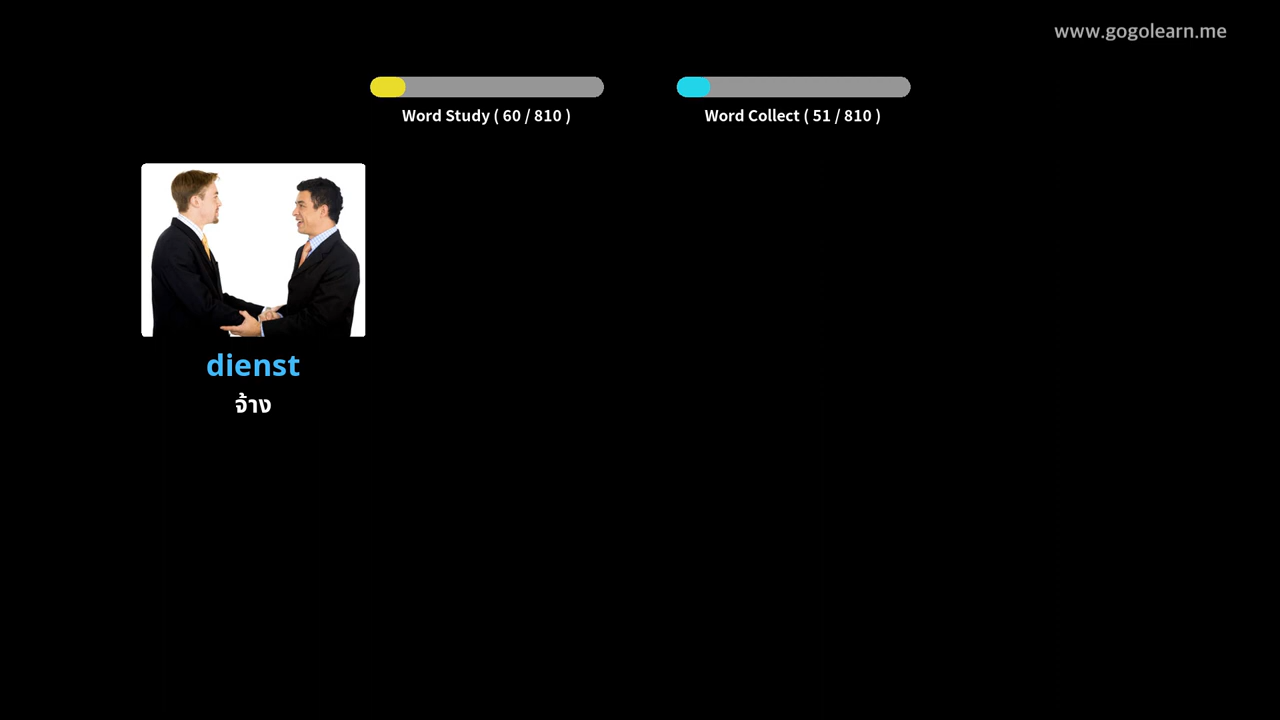 www.gogolearn.me
Word Study ( 60 / 810 )
Word Collect ( 51 / 810 )
dienst
จ้าง